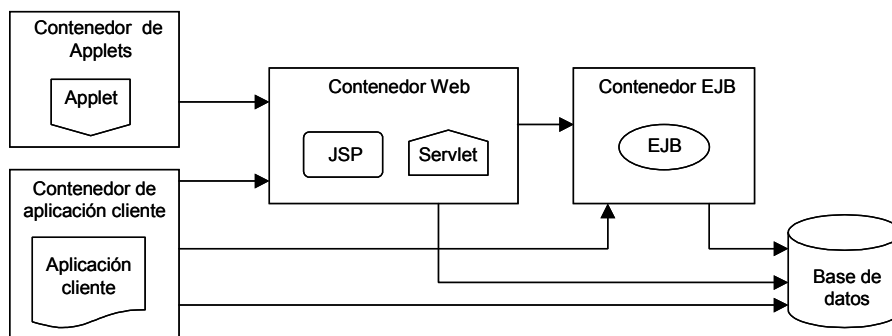 Contenedor de
Applets
Applet
Contenedor Web
JSP
Servlet
Contenedor EJB
EJB
Contenedor de
aplicación cliente
Aplicación
cliente
Base de
datos